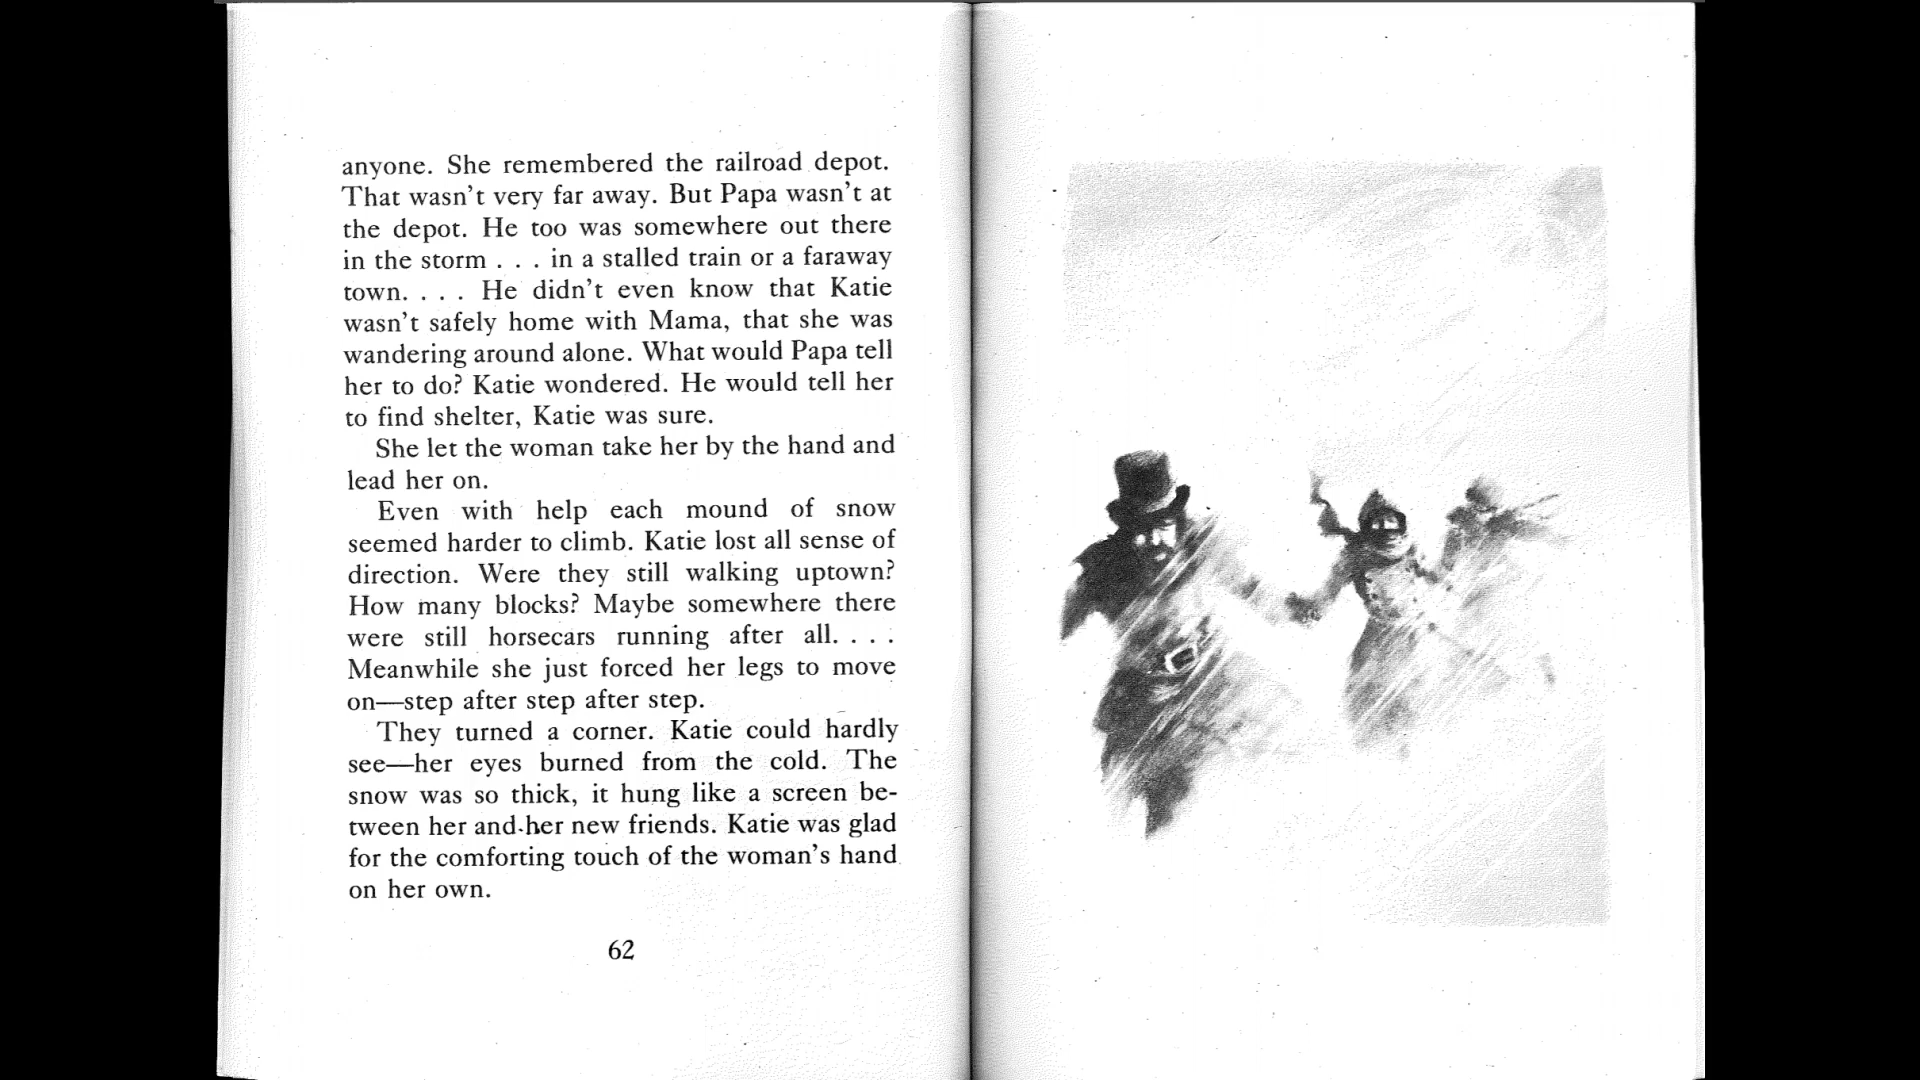 anyone. She remembered the railroad depot.
That wasn't very far away. But Papa wasn't at
the depot. He too was somewhere out there
in the storm . . . in a stalled train or a faraway
town. . . . He didn't even know that Katie
wasn't safely home with Mama, that she was
wandering around alone. What would Papa tell
her to do? Katie wondered. He would tell her
to find shelter, Katie was sure.
She let the woman take her by the hand and
lead her on.
Even with help each mound of snow
seemed harder to climb. Katie lost all sense of
direction. Were they still walking uptown?
How many blocks? Maybe somewhere there
were still horsecars running after all. . . .
Meanwhile she just forced her legs to move
on—step after step after step.
They turned a corner. Katie could hardly
see—her eyes burned from the cold. The
snow was so thick, it hung like a screen be-
tween her and her new friends. Katie was glad
for the comforting touch of the woman's hand
on her own.
62